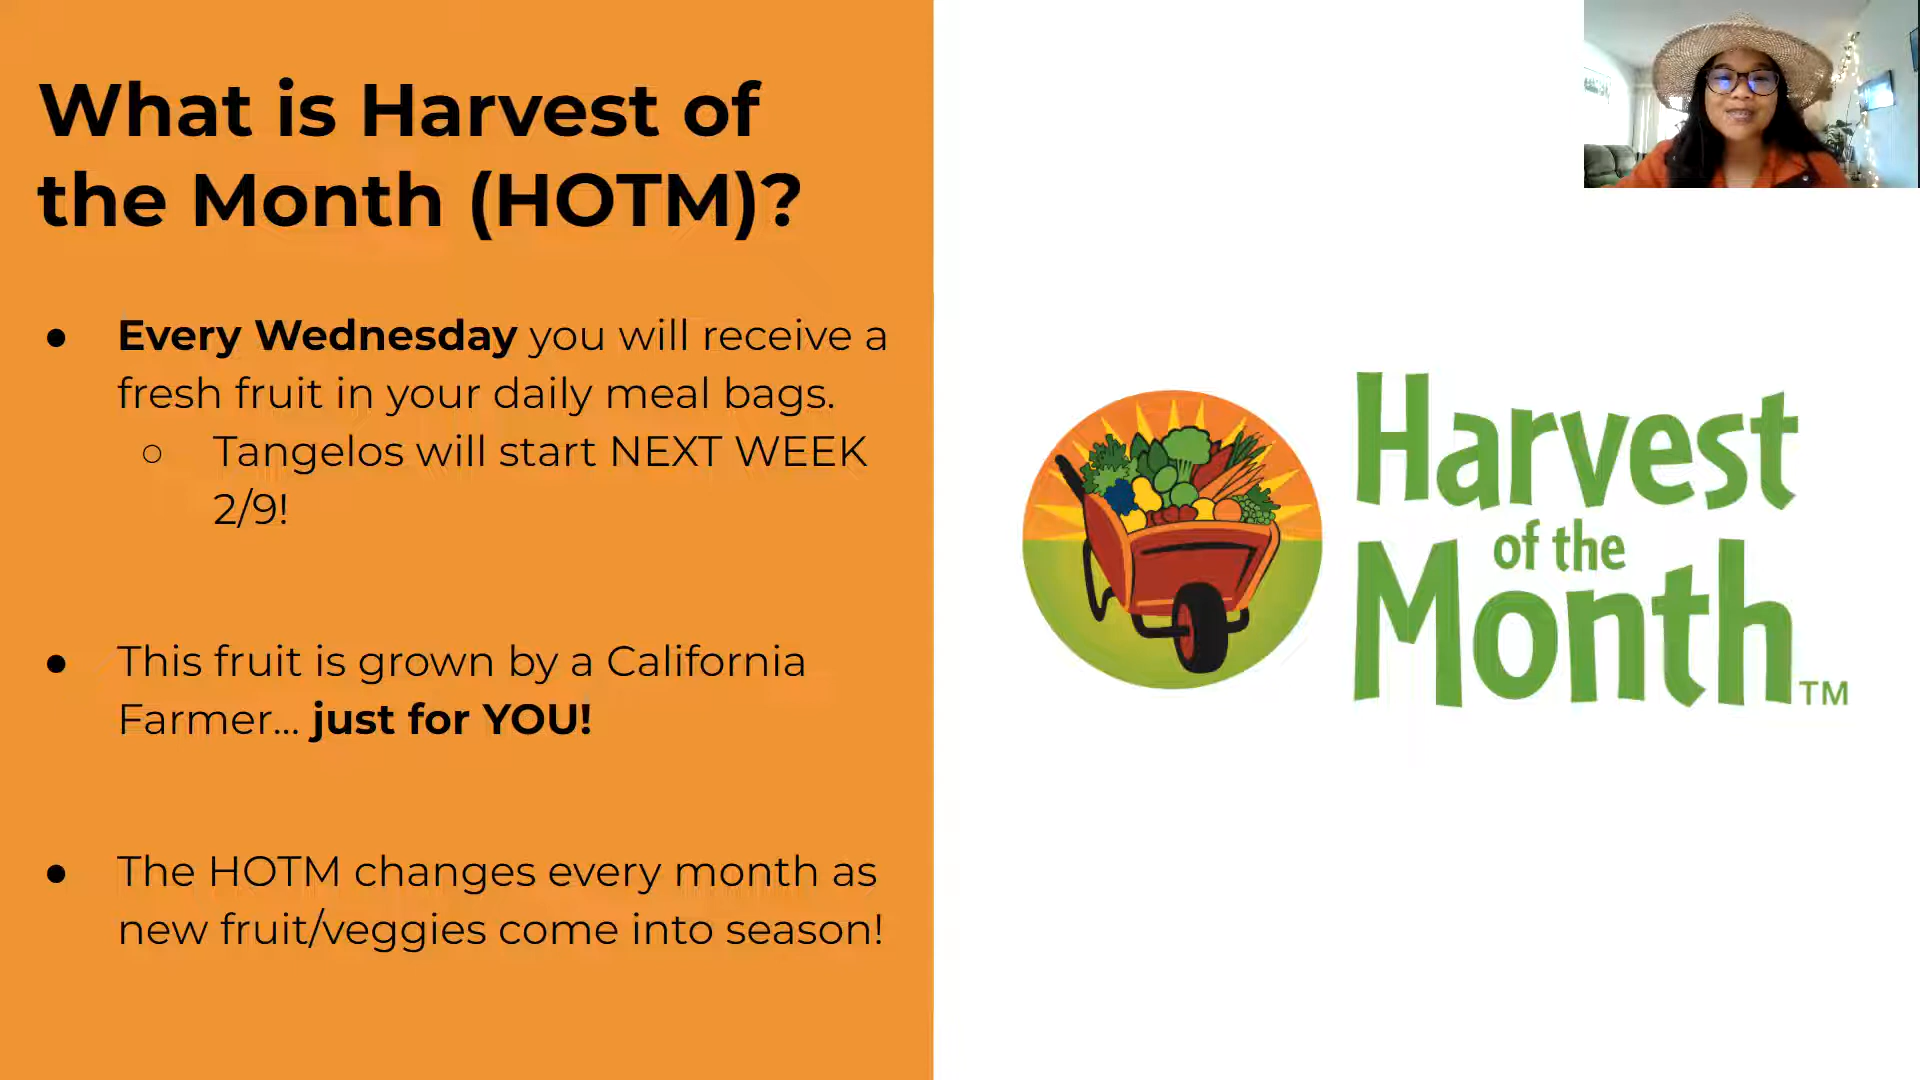 What is Harvest of
the Month (HOTM)?
● Every Wednesday you will receive a
fresh fruit in your daily meal bags.
○ Tangelos will start NEXT WEEK
2/9!
● This fruit is grown by a California
Farmer... just for YOU!
● The HOTM changes every month as
new fruit/veggies come into season!
Harvest
of the
Month™